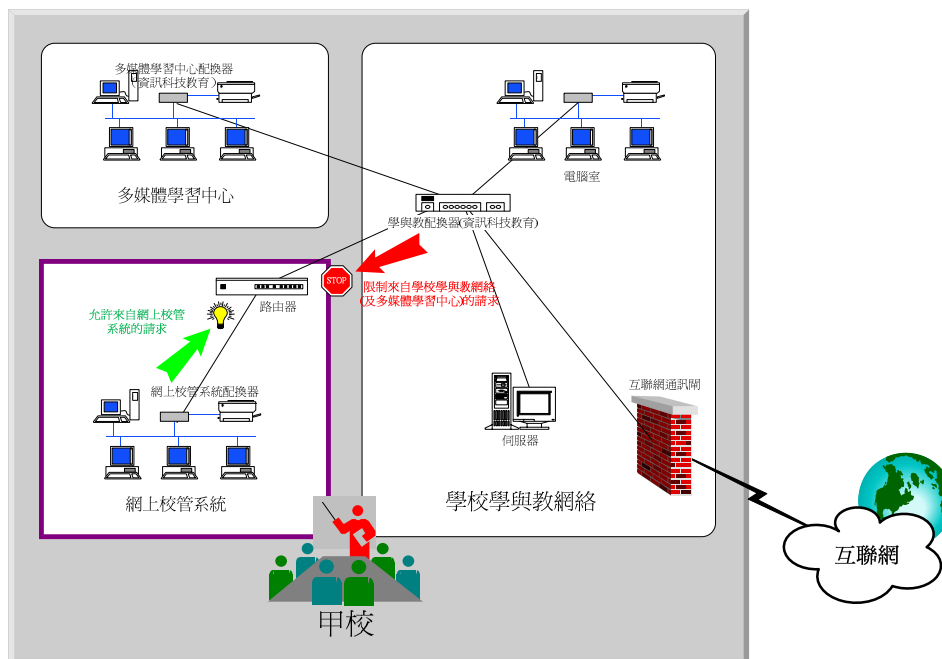 多媒體學習中心配換器
（資訊科技教育）
多媒體學習中心
電腦室
學與教配換器(資訊科技教育)
STOP
限制來自學校學與教網絡
(及多媒體學習中心)的請求
路由器
允許來自網上校管
系統的請求
網上校管系統配換器
網上校管系統
伺服器
互聯網通訊閘
學校學與教網絡
互聯網
甲校